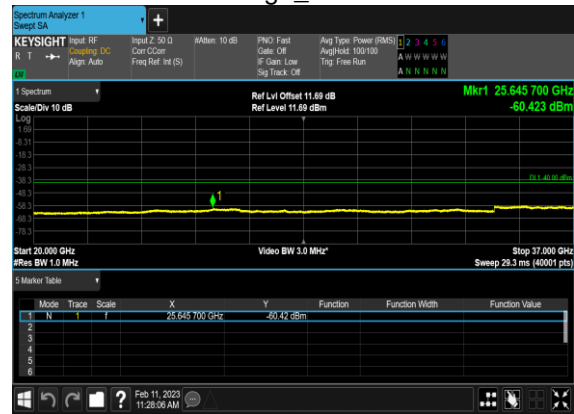 Spectrum Analyzer 1
Swept SA
KEYSIGHT Input: RF Input Z: 50 Ω #Atten: 10 dB PNO: Fast Avg Type: Power (RMS) 1 2 3 4 5 6
R T Coupling: DC Corr CCorr Gate: Off Avg|Hold: 100/100 A W W W W W
Align: Auto Freq Ref: Int (S) IF Gain: Low Trig: Free Run
Sig Track: Off A N N N N N
1 Spectrum Ref Lvl Offset 11.69 dB Mkr1 25.645 700 GHz
Scale/Div 10 dB Ref Level 11.69 dBm -60.423 dBm
Log
1.69
-8.31
-18.3
-28.3
-38.3 DL1 -40.00 dBm
-48.3 1
-58.3
-68.3
-78.3
Start 20.000 GHz Video BW 3.0 MHz* Stop 37.000 GHz
#Res BW 1.0 MHz Sweep 29.3 ms (40001 pts)
5 Marker Table
Mode Trace Scale X Y Function Function Width Function Value
1 N 1 f 25.645 700 GHz -60.42 dBm
2
3
4
5
6
? Feb 11, 2023
11:28:06 AM